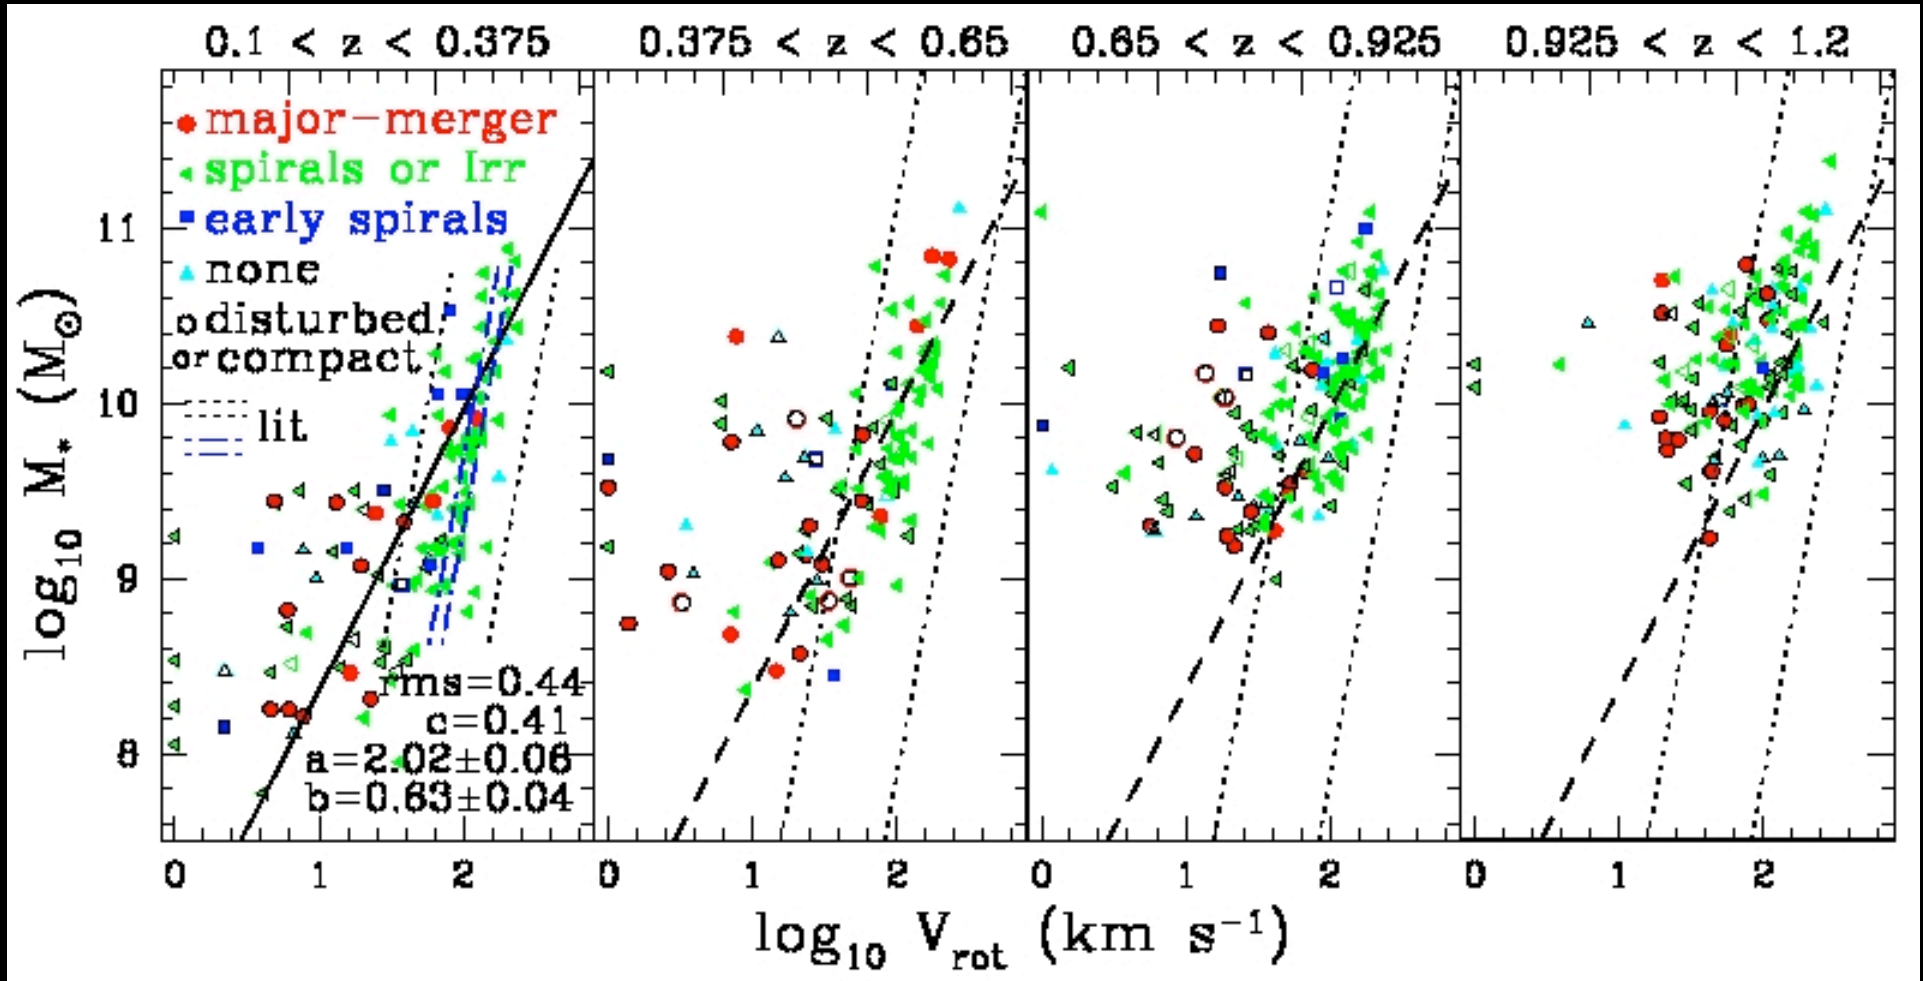 0.1 < z < 0.375
0.375 < z < 0.65
0.65 < z < 0.925
0.925 < z < 1.2
major-merger
spirals or Irr
early spirals
none
disturbed
or compact
lit
rms=0.44
c=0.41
a=2.02±0.06
b=0.63±0.04
11
10
9
8
log₁₀ M* (M⊙)
0 1 2 0 1 2 0 1 2 0 1 2
log₁₀ Vrot (km s⁻¹)